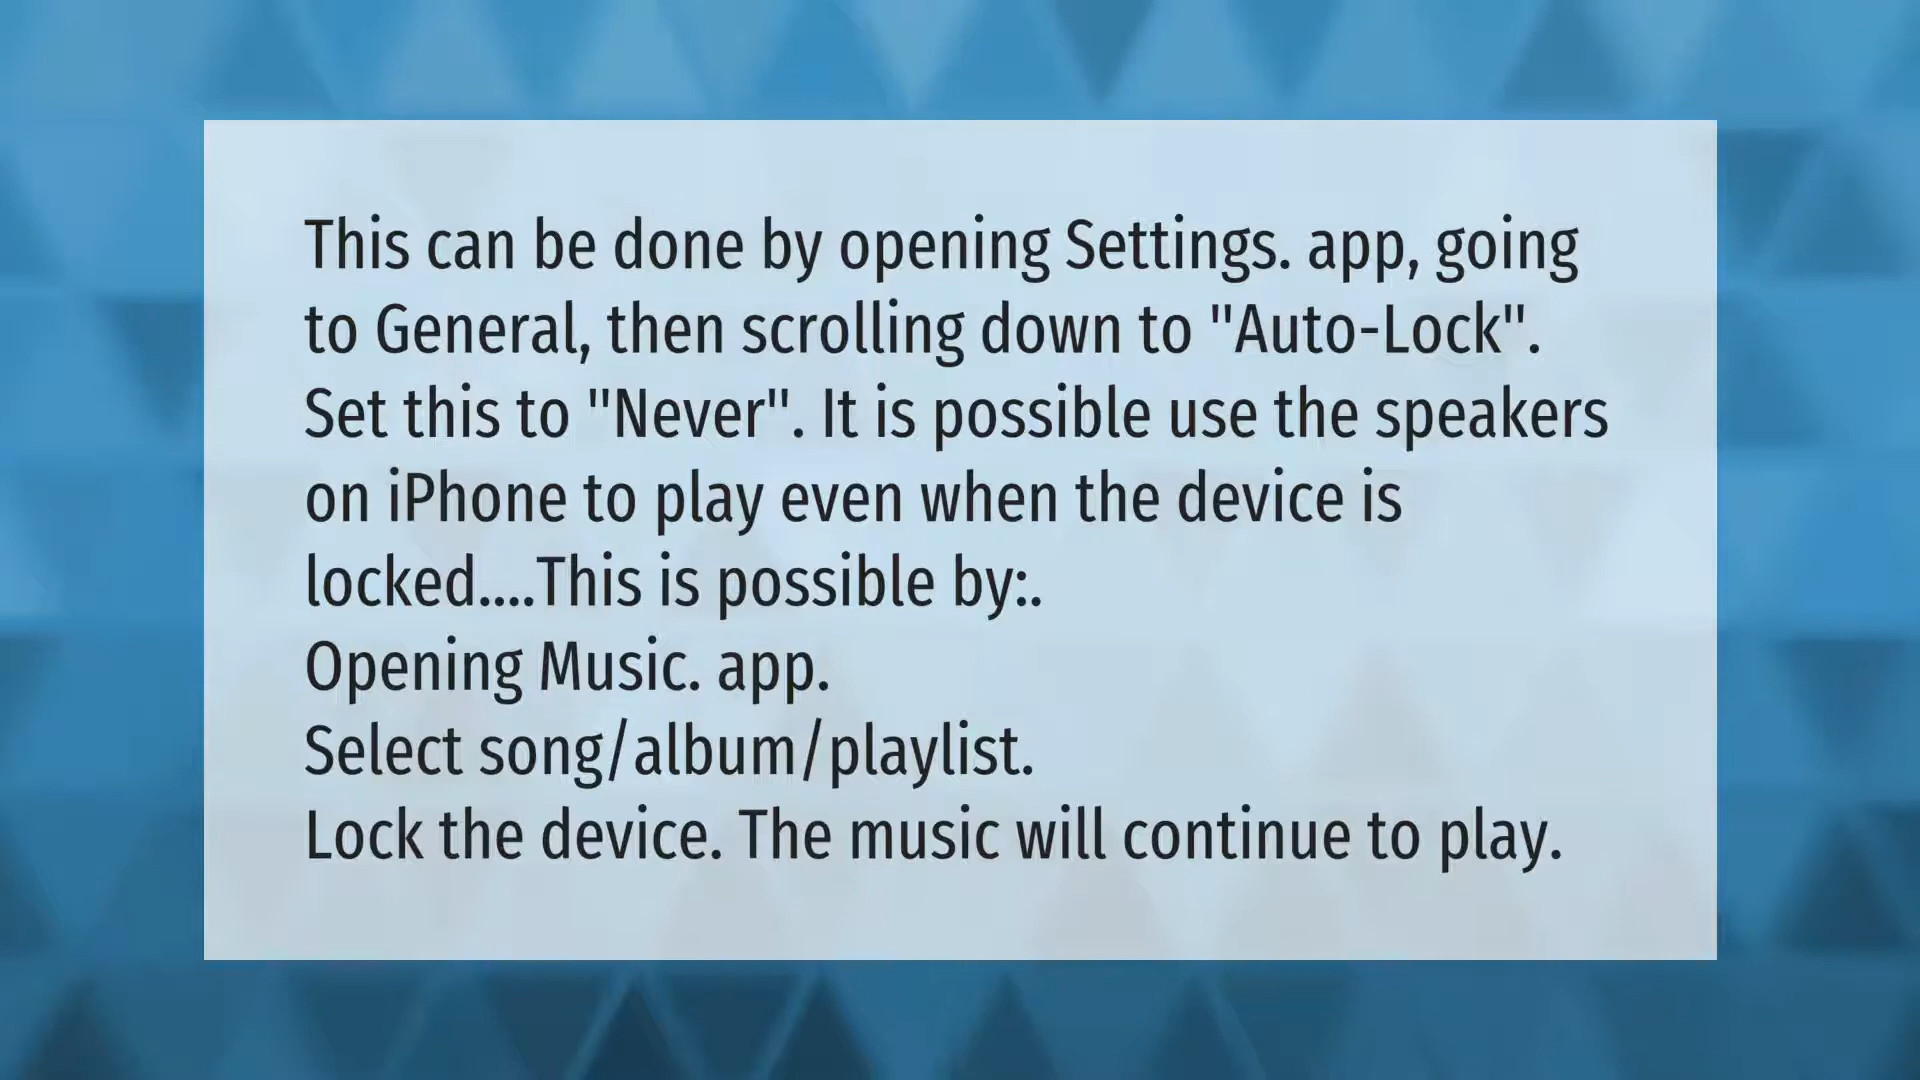 This can be done by opening Settings. app, going
to General, then scrolling down to "Auto-Lock".
Set this to "Never". It is possible use the speakers
on iPhone to play even when the device is
locked....This is possible by:.
Opening Music. app.
Select song/album/playlist.
Lock the device. The music will continue to play.